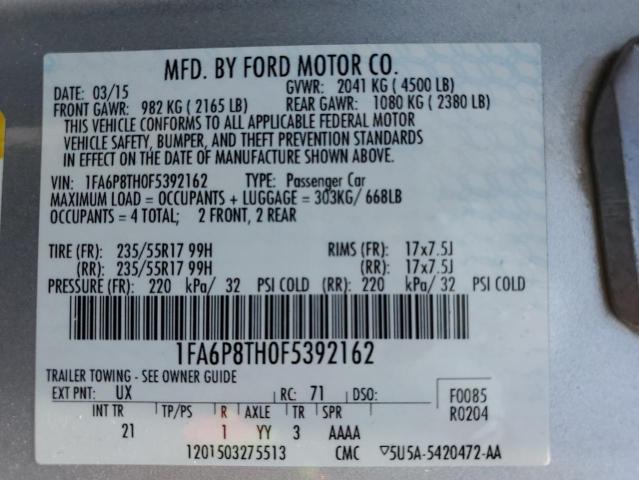 MFD. BY FORD MOTOR CO.
DATE: 03/15 GVWR: 2041 KG ( 4500 LB)
FRONT GAWR: 982 KG ( 2165 LB) REAR GAWR: 1080 KG ( 2380 LB)
THIS VEHICLE CONFORMS TO ALL APPLICABLE FEDERAL MOTOR
VEHICLE SAFETY, BUMPER, AND THEFT PREVENTION STANDARDS
IN EFFECT ON THE DATE OF MANUFACTURE SHOWN ABOVE.
VIN: 1FA6P8TH0F5392162 TYPE: Passenger Car
MAXIMUM LOAD = OCCUPANTS + LUGGAGE = 303KG/ 668LB
OCCUPANTS = 4 TOTAL; 2 FRONT, 2 REAR
TIRE (FR): 235/55R17 99H RIMS (FR): 17x7.5J
(RR): 235/55R17 99H (RR): 17x7.5J
PRESSURE (FR): 220 kPa/ 32 PSI COLD (RR): 220 kPa/ 32 PSI COLD
1FA6P8TH0F5392162
TRAILER TOWING - SEE OWNER GUIDE
EXT PNT: UX RC: 71 DSO: F0085
R0204
INT TR TP/PS R AXLE TR SPR
21 1 YY 3 AAAA
1201503275513 CMC ▽5U5A-5420472-AA